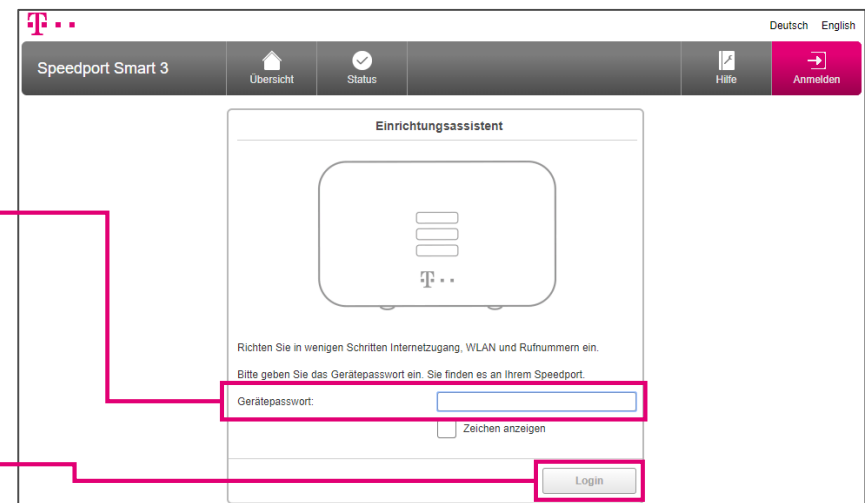 T
Deutsch English
Speedport Smart 3
Übersicht
Status
Hilfe
Anmelden
Einrichtungsassistent
T
Richten Sie in wenigen Schritten Internetzugang, WLAN und Rufnummern ein.
Bitte geben Sie das Gerätepasswort ein. Sie finden es an Ihrem Speedport.
Gerätepasswort:
Zeichen anzeigen
Login